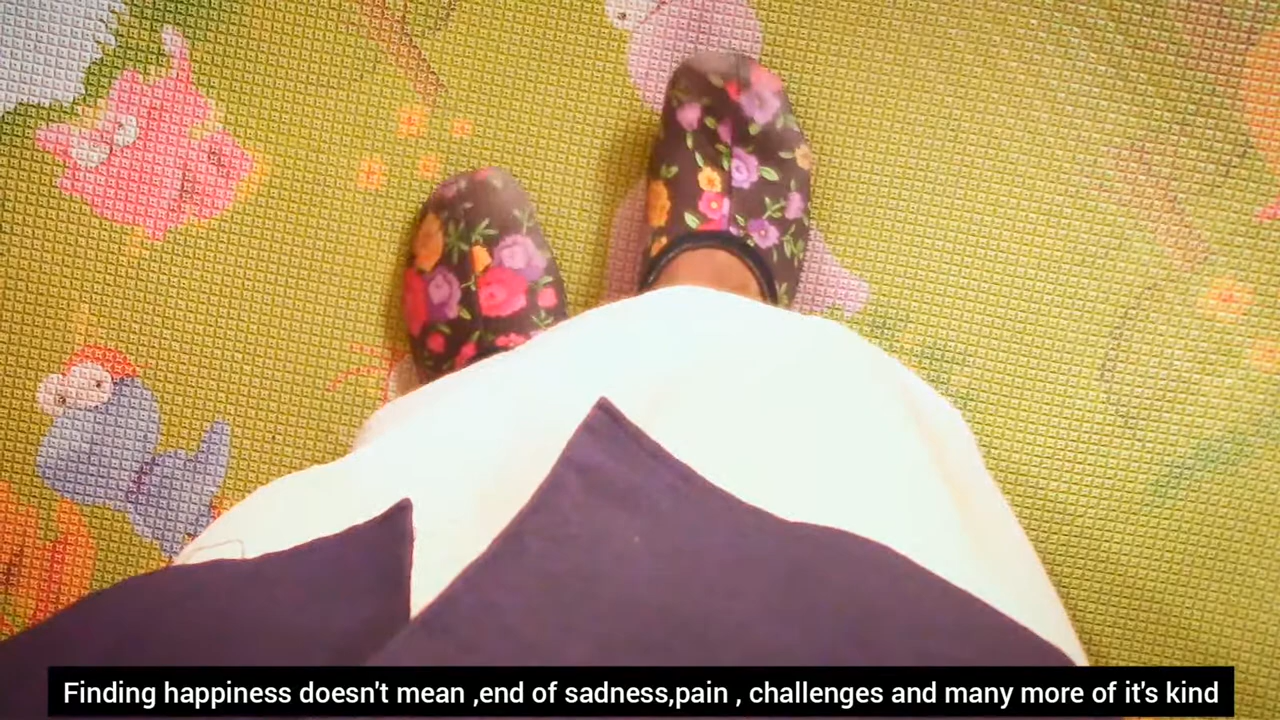 Finding happiness doesn't mean ,end of sadness,pain , challenges and many more of it's kind